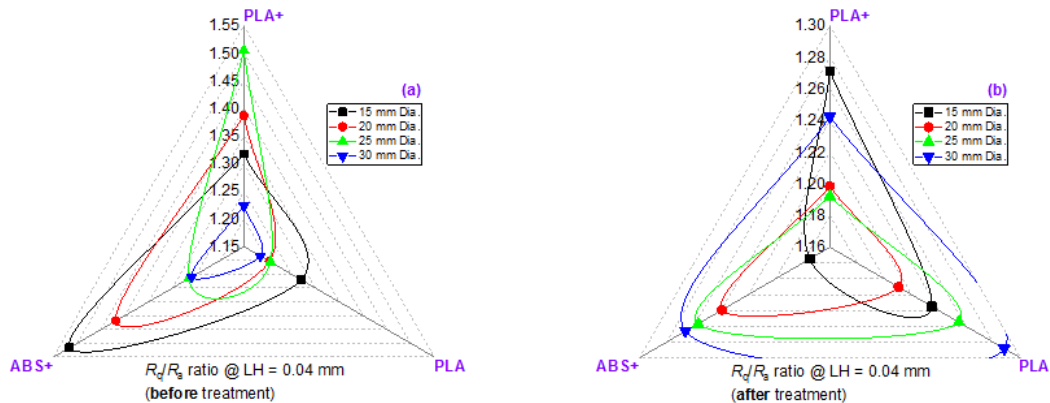 PLA+
1.55
1.50
1.45
1.40
1.35
1.30
1.25
1.20
1.15
(a)
15 mm Dia.
20 mm Dia.
25 mm Dia.
30 mm Dia.
ABS+
PLA
Rq/Ra ratio @ LH = 0.04 mm
(before treatment)
PLA+
1.30
1.28
1.26
1.24
1.22
1.20
1.18
1.16
(b)
15 mm Dia.
20 mm Dia.
25 mm Dia.
30 mm Dia.
ABS+
PLA
Rq/Ra ratio @ LH = 0.04 mm
(after treatment)